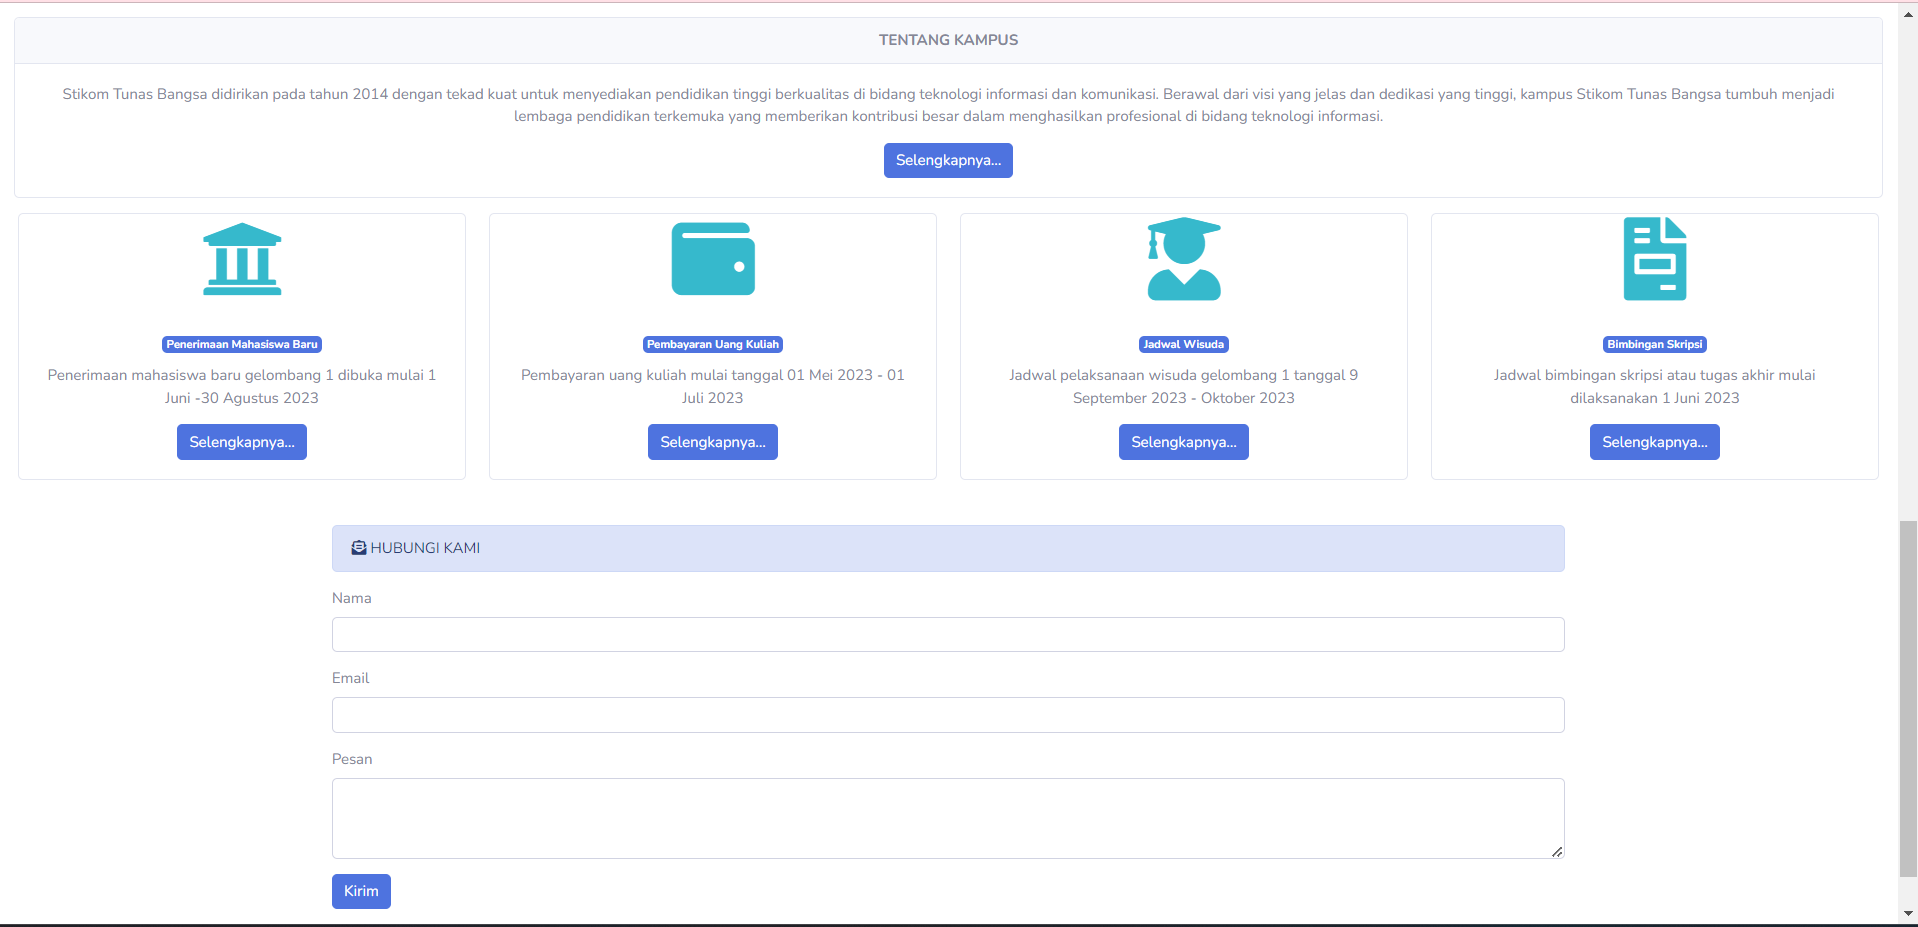 TENTANG KAMPUS
Stikom Tunas Bangsa didirikan pada tahun 2014 dengan tekad kuat untuk menyediakan pendidikan tinggi berkualitas di bidang teknologi informasi dan komunikasi. Berawal dari visi yang jelas dan dedikasi yang tinggi, kampus Stikom Tunas Bangsa tumbuh menjadi
lembaga pendidikan terkemuka yang memberikan kontribusi besar dalam menghasilkan profesional di bidang teknologi informasi.
Selengkapnya...
Penerimaan Mahasiswa Baru
Penerimaan mahasiswa baru gelombang 1 dibuka mulai 1
Juni -30 Agustus 2023
Selengkapnya...
Pembayaran Uang Kuliah
Pembayaran uang kuliah mulai tanggal 01 Mei 2023 - 01
Juli 2023
Selengkapnya...
Jadwal Wisuda
Jadwal pelaksanaan wisuda gelombang 1 tanggal 9
September 2023 - Oktober 2023
Selengkapnya...
Bimbingan Skripsi
Jadwal bimbingan skripsi atau tugas akhir mulai
dilaksanakan 1 Juni 2023
Selengkapnya...
HUBUNGI KAMI
Nama
Email
Pesan
Kirim